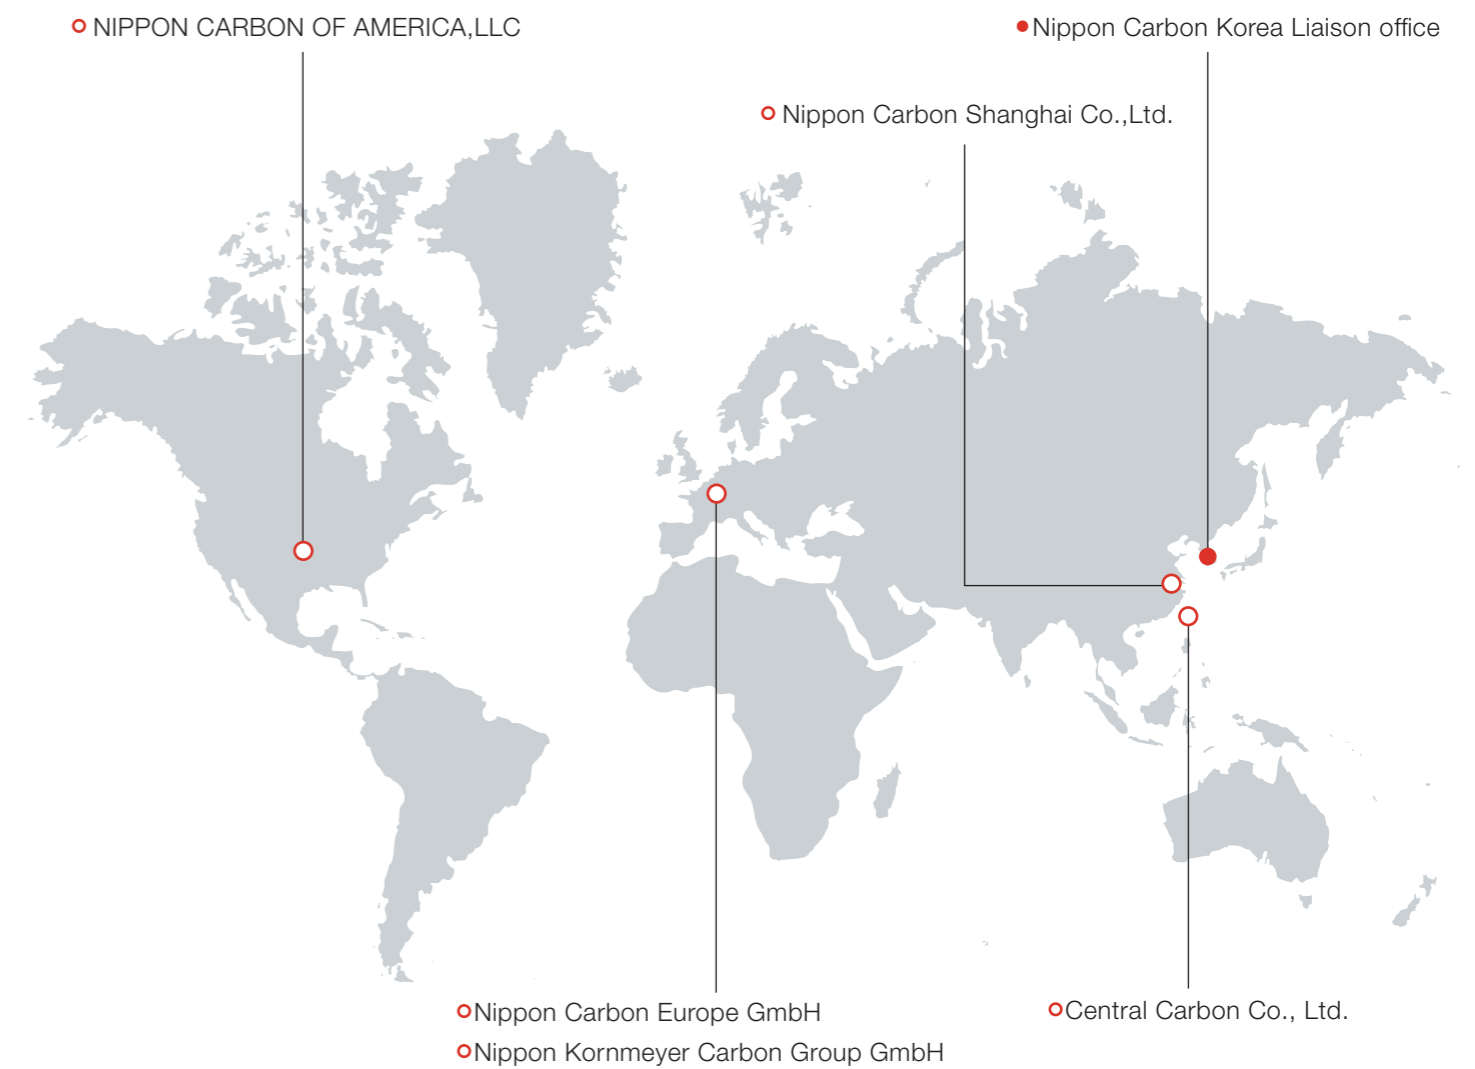 NIPPON CARBON OF AMERICA,LLC
Nippon Carbon Korea Liaison office
Nippon Carbon Shanghai Co.,Ltd.
Nippon Carbon Europe GmbH
Nippon Kornmeyer Carbon Group GmbH
Central Carbon Co., Ltd.